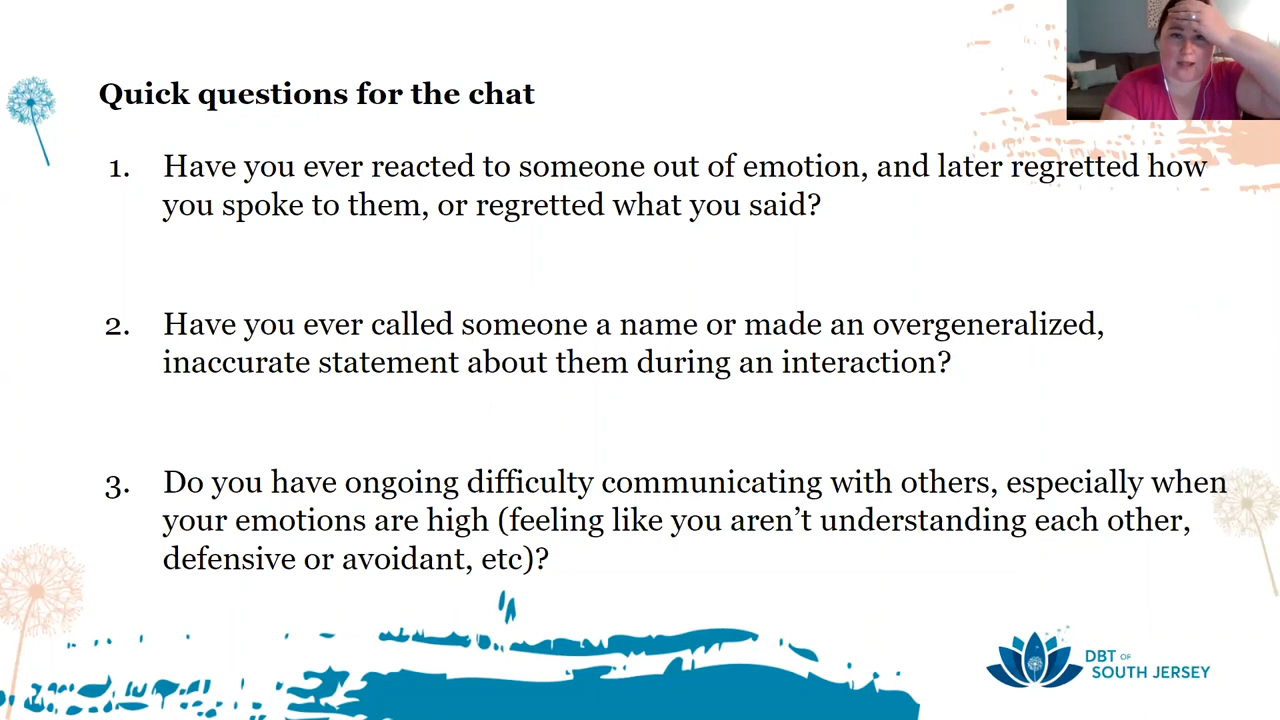 Quick questions for the chat
1. Have you ever reacted to someone out of emotion, and later regretted how
you spoke to them, or regretted what you said?
2. Have you ever called someone a name or made an overgeneralized,
inaccurate statement about them during an interaction?
3. Do you have ongoing difficulty communicating with others, especially when
your emotions are high (feeling like you aren’t understanding each other,
defensive or avoidant, etc)?
DBT OF
SOUTH JERSEY